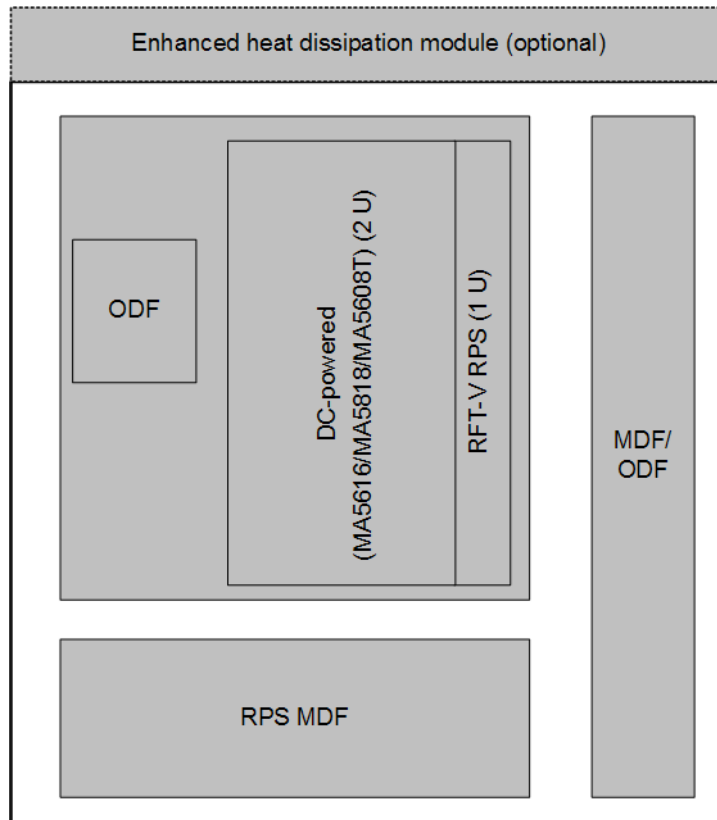 Enhanced heat dissipation module (optional)
ODF
DC-powered
(MA5616/MA5818/MA5608T) (2 U)
RFT-V RPS (1 U)
MDF/
ODF
RPS MDF